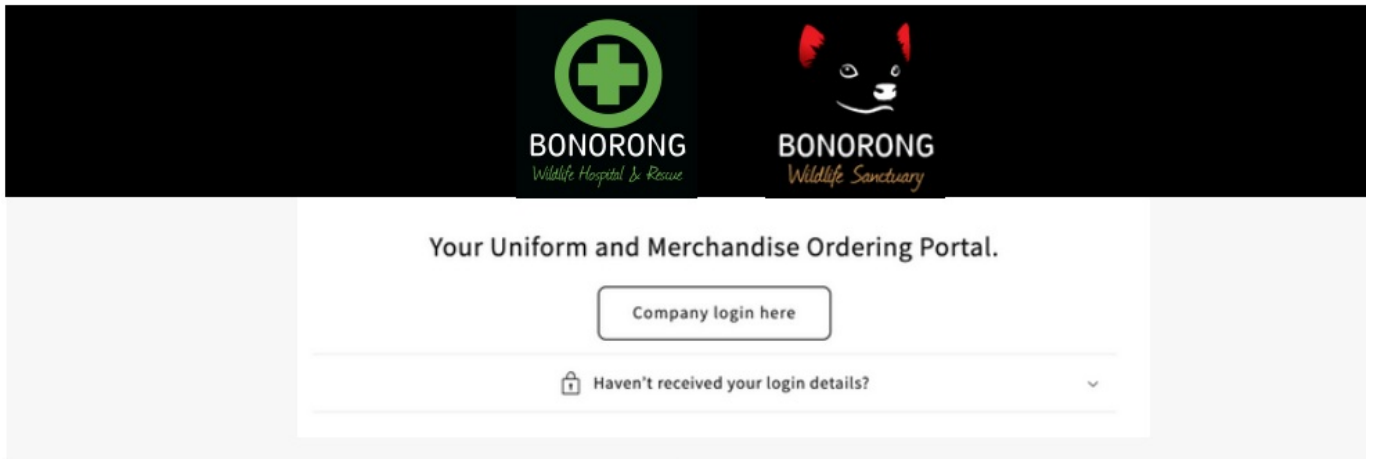 BONORONG
Wildlife Hospital & Rescue
BONORONG
Wildlife Sanctuary
Your Uniform and Merchandise Ordering Portal.
Company login here
Haven't received your login details?